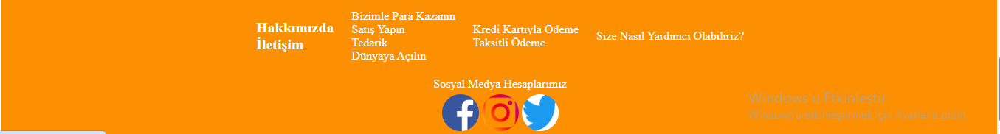 Hakkımızda
İletişim
Bizimle Para Kazanın
Satış Yapın
Tedarik
Dünyaya Açılın
Kredi Kartıyla Ödeme
Taksitli Ödeme
Size Nasıl Yardımcı Olabiliriz?
Sosyal Medya Hesaplarımız
Windows'u Etkinleştir
Windows'u etkinleştirmek için Ayarlar'a gidin.